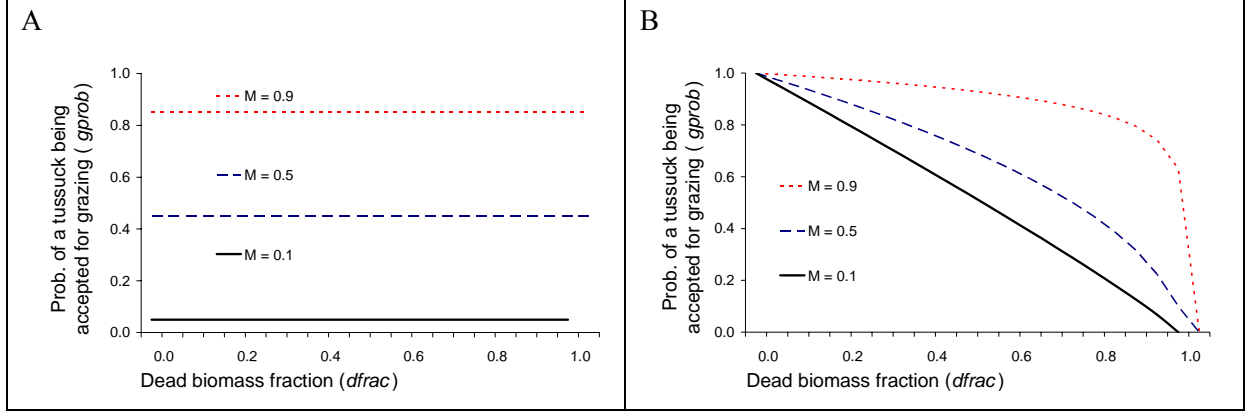 A
Prob. of a tussuck being
accepted for grazing ( gprob)
1.0
0.8
0.6
0.4
0.2
0.0
M = 0.9
M = 0.5
M = 0.1
0.0 0.2 0.4 0.6 0.8 1.0
Dead biomass fraction (dfrac)
B
Prob. of a tussuck being
accepted for grazing ( gprob)
1.0
0.8
0.6
0.4
0.2
0.0
M = 0.9
M = 0.5
M = 0.1
0.0 0.2 0.4 0.6 0.8 1.0
Dead biomass fraction (dfrac)